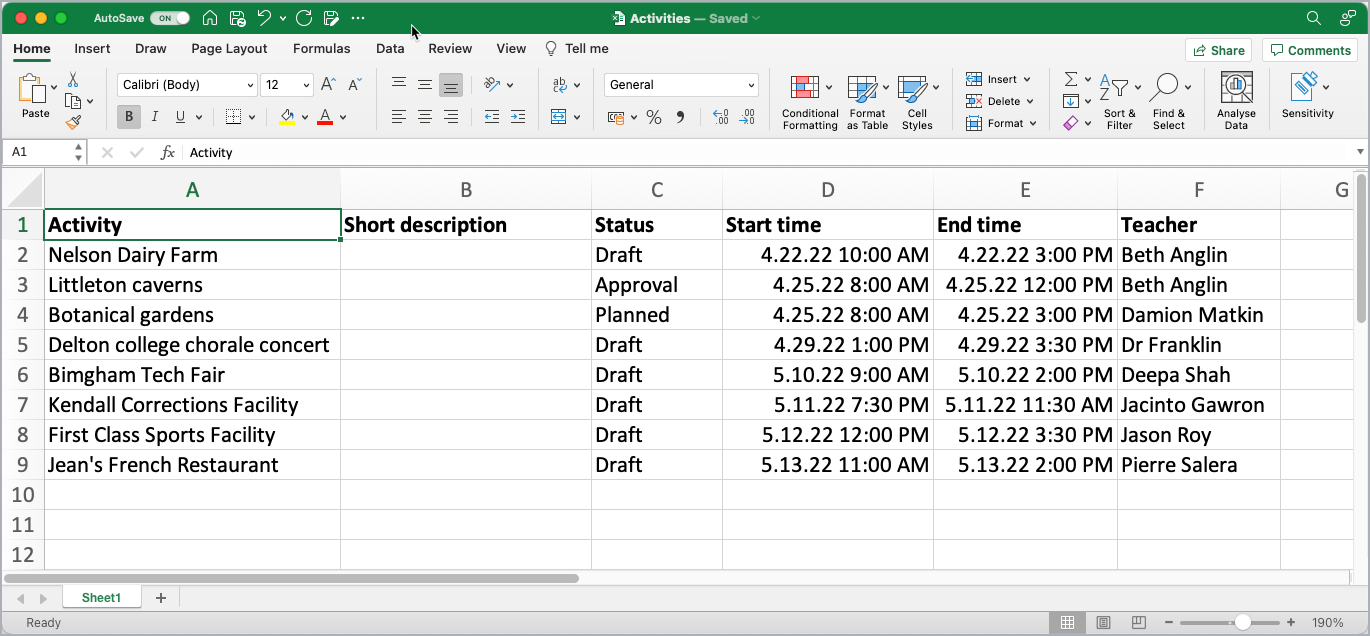 AutoSave ON Activities — Saved
Home Insert Draw Page Layout Formulas Data Review View Tell me Share Comments
Paste Calibri (Body) 12 A^ A˅ B I U A ab General % 9 .00 .0 Conditional Formatting Format as Table Cell Styles Insert Delete Format Σ Sort & Filter Find & Select Analyse Data Sensitivity
A1 fx Activity
A B C D E F G
1 Activity Short description Status Start time End time Teacher
2 Nelson Dairy Farm Draft 4.22.22 10:00 AM 4.22.22 3:00 PM Beth Anglin
3 Littleton caverns Approval 4.25.22 8:00 AM 4.25.22 12:00 PM Beth Anglin
4 Botanical gardens Planned 4.25.22 8:00 AM 4.25.22 3:00 PM Damion Matkin
5 Delton college chorale concert Draft 4.29.22 1:00 PM 4.29.22 3:30 PM Dr Franklin
6 Bimgham Tech Fair Draft 5.10.22 9:00 AM 5.10.22 2:00 PM Deepa Shah
7 Kendall Corrections Facility Draft 5.11.22 7:30 PM 5.11.22 11:30 AM Jacinto Gawron
8 First Class Sports Facility Draft 5.12.22 12:00 PM 5.12.22 3:30 PM Jason Roy
9 Jean's French Restaurant Draft 5.13.22 11:00 AM 5.13.22 2:00 PM Pierre Salera
10
11
12
Sheet1 +
Ready 190%